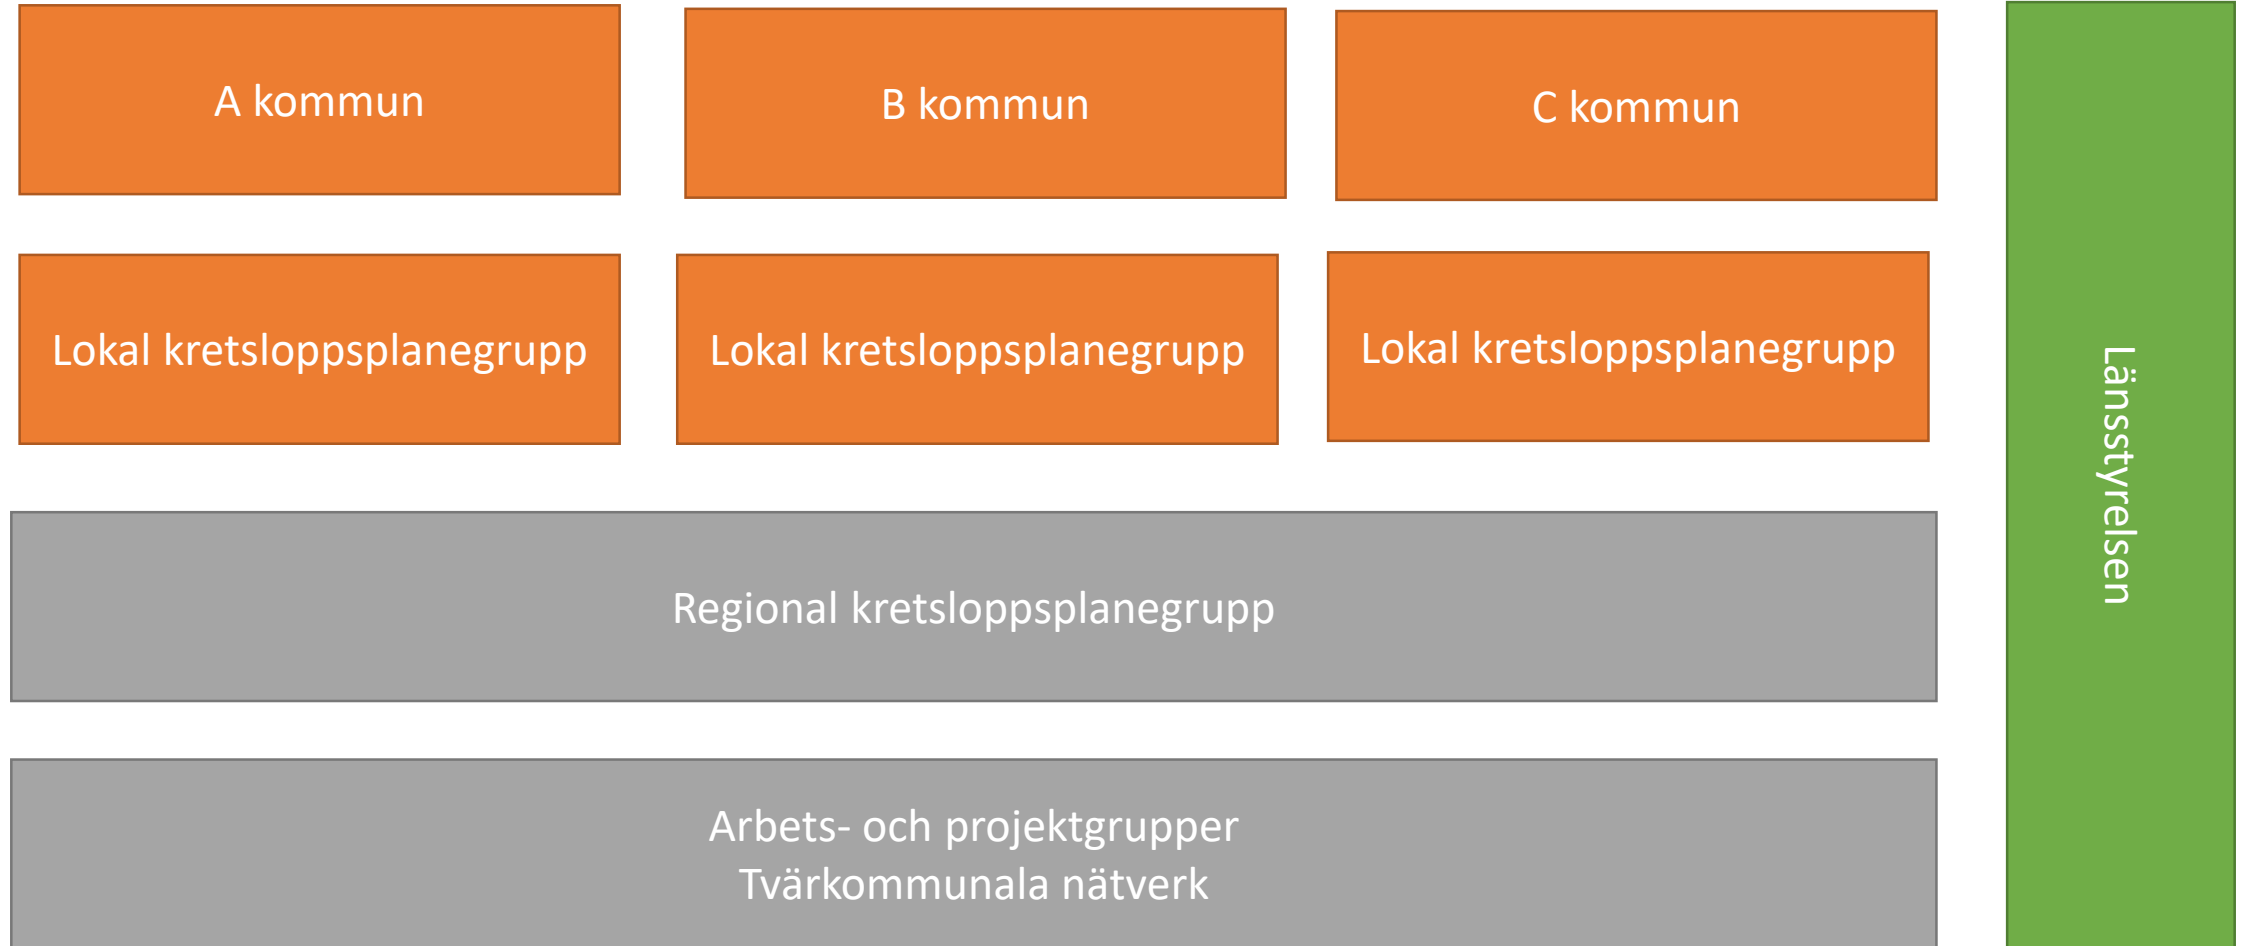 A kommun
B kommun
C kommun
Lokal kretsloppsplanegrupp
Lokal kretsloppsplanegrupp
Lokal kretsloppsplanegrupp
Regional kretsloppsplanegrupp
Arbets- och projektgrupper
Tvärkommunala nätverk
Länsstyrelsen